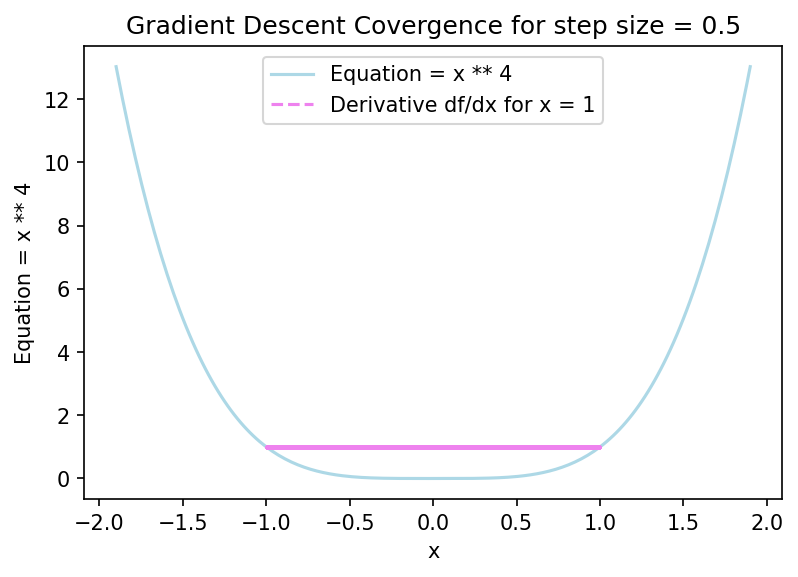 Gradient Descent Covergence for step size = 0.5
Equation = x ** 4
Derivative df/dx for x = 1
Equation = x ** 4
12
10
8
6
4
2
0
−2.0 −1.5 −1.0 −0.5 0.0 0.5 1.0 1.5 2.0
x